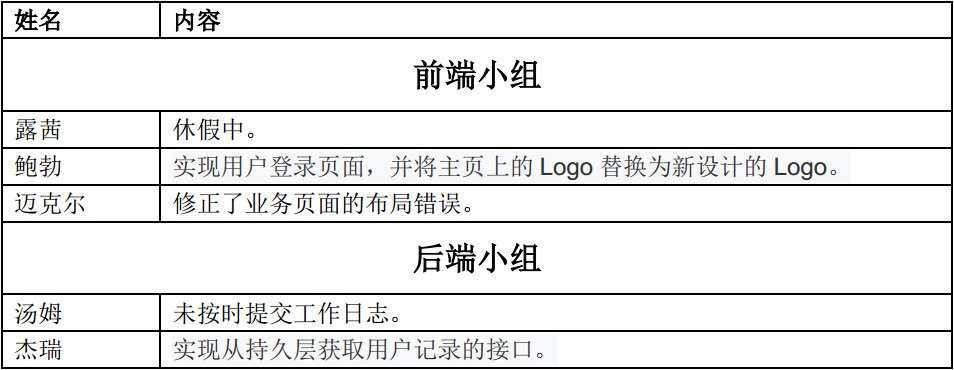 姓名 内容
前端小组
露茜 休假中。
鲍勃 实现用户登录页面，并将主页上的 Logo 替换为新设计的 Logo。
迈克尔 修正了业务页面的布局错误。
后端小组
汤姆 未按时提交工作日志。
杰瑞 实现从持久层获取用户记录的接口。